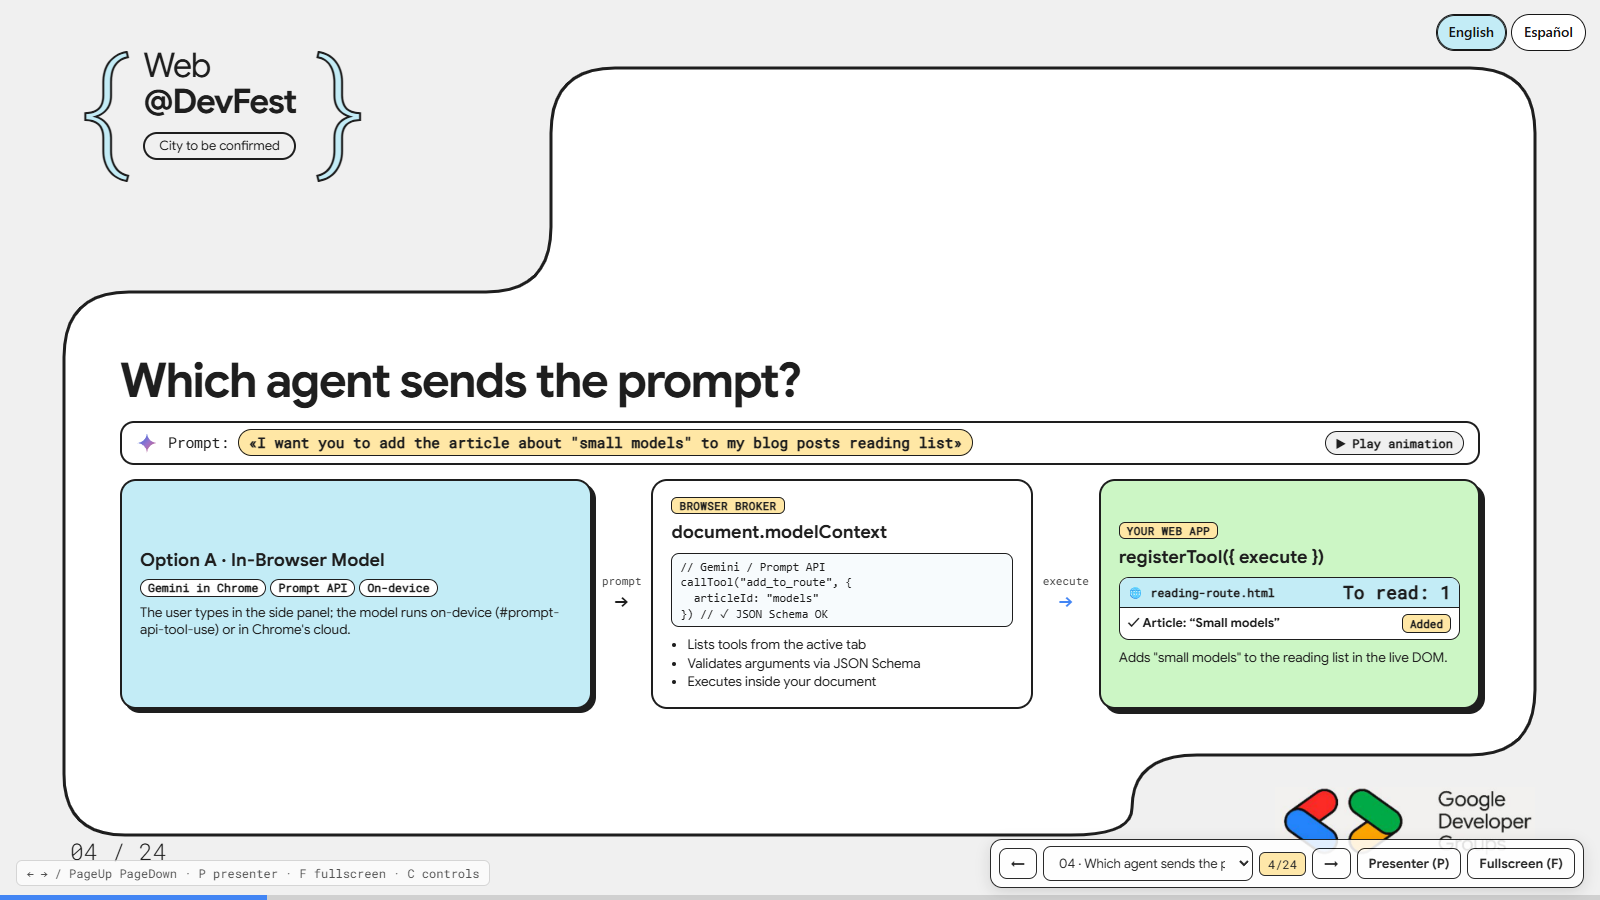 English
Español
Web
@DevFest
City to be confirmed
Which agent sends the prompt?
Prompt: «I want you to add the article about "small models" to my blog posts reading list»
▶ Play animation
Option A · In-Browser Model
Gemini in Chrome
Prompt API
On-device
The user types in the side panel; the model runs on-device (#prompt-
api-tool-use) or in Chrome's cloud.
prompt
→
BROWSER BROKER
document.modelContext
// Gemini / Prompt API
callTool("add_to_route", {
articleId: "models"
}) // ✓ JSON Schema OK
• Lists tools from the active tab
• Validates arguments via JSON Schema
• Executes inside your document
execute
→
YOUR WEB APP
registerTool({ execute })
reading-route.html
To read: 1
✓ Article: “Small models”
Added
Adds "small models" to the reading list in the live DOM.
Google
Developer
Groups
04 / 24
← → / PageUp PageDown · P presenter · F fullscreen · C controls
←
04 · Which agent sends the p
4/24
→
Presenter (P)
Fullscreen (F)